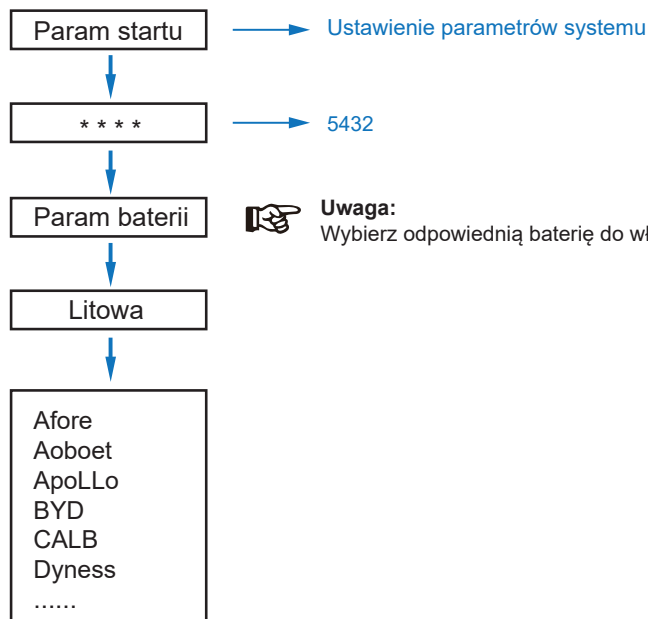 Param startu
Ustawienie parametrów systemu
* * * *
5432
Param baterii
Uwaga:
Wybierz odpowiednią baterię do
Litowa
Afore
Aoboet
ApoLLo
BYD
CALB
Dyness
......